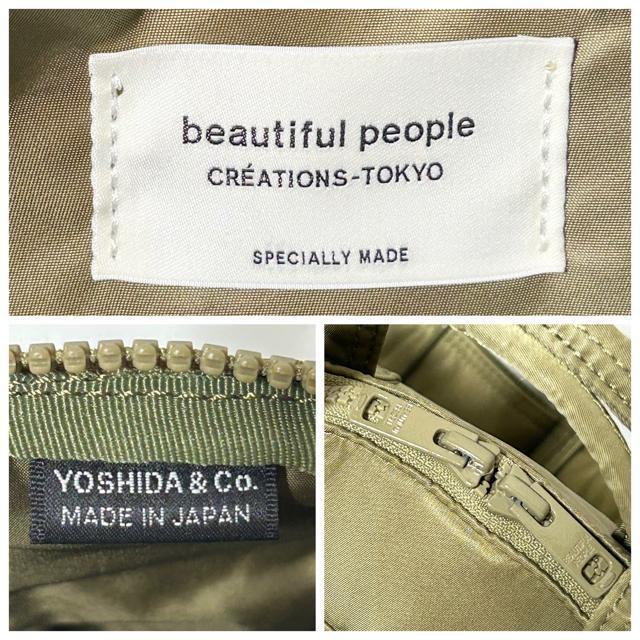 beautiful people
CRÉATIONS-TOKYO
SPECIALLY MADE
YOSHIDA & Co.
MADE IN JAPAN